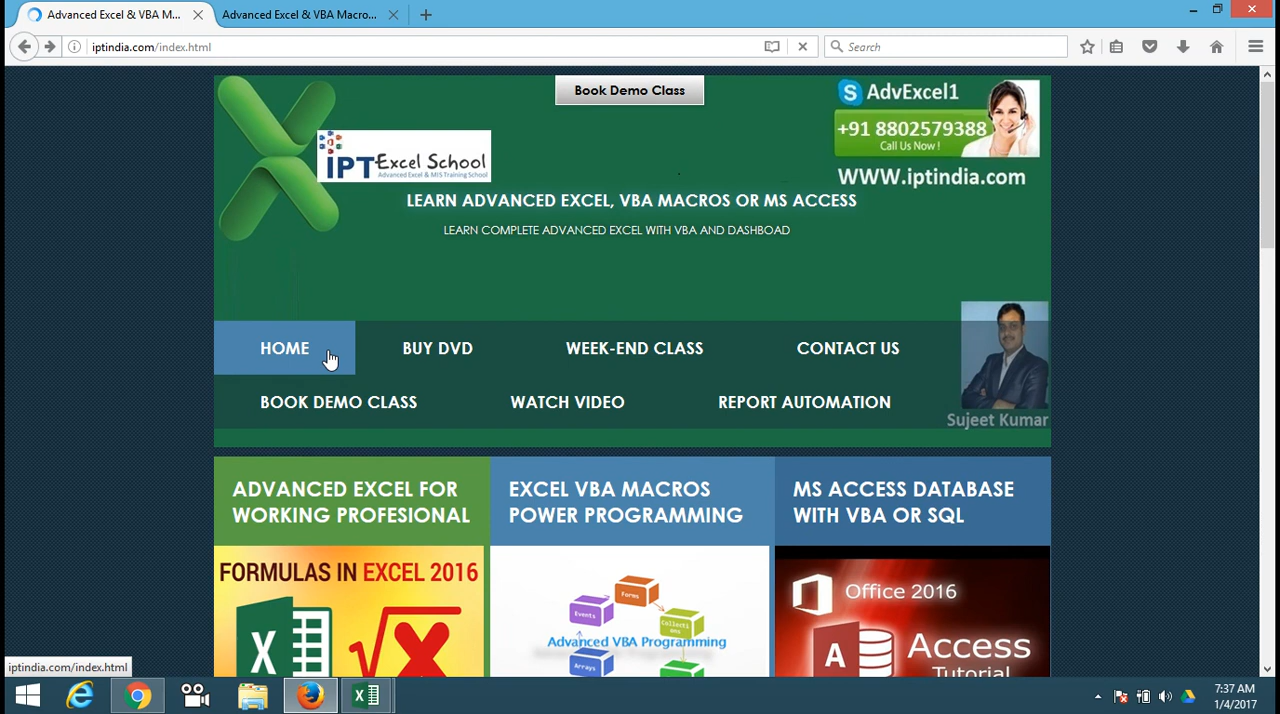 Advanced Excel & VBA M...
Advanced Excel & VBA Macro...
iptindia.com/index.html
Search
Book Demo Class
AdvExcel1
+91 8802579388
Call Us Now !
WWW.iptindia.com
IPT Excel School
Advanced Excel & MIS Training School
LEARN ADVANCED EXCEL, VBA MACROS OR MS ACCESS
LEARN COMPLETE ADVANCED EXCEL WITH VBA AND DASHBOAD
HOME
BUY DVD
WEEK-END CLASS
CONTACT US
BOOK DEMO CLASS
WATCH VIDEO
REPORT AUTOMATION
Sujeet Kumar
ADVANCED EXCEL FOR
WORKING PROFESIONAL
EXCEL VBA MACROS
POWER PROGRAMMING
MS ACCESS DATABASE
WITH VBA OR SQL
FORMULAS IN EXCEL 2016
X
Forms
Events
Collecti
ons
Advanced VBA Programming
Arrays
Office 2016
A
Access
Tutorial
iptindia.com/index.html
7:37 AM
1/4/2017